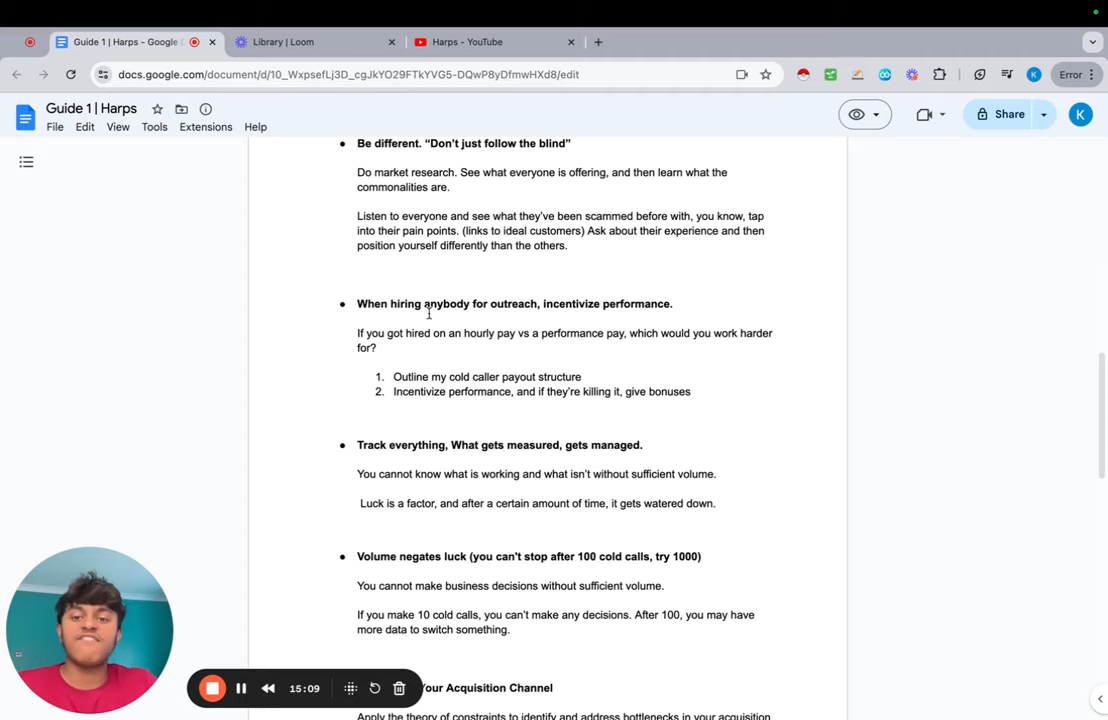 Guide 1 | Harps - Google
Library | Loom
Harps - YouTube
docs.google.com/document/d/10_WxpsefLj3D_cgJkYO29FTkYVG5-DQwP8yDfmwHXd8/edit
K
Error
Guide 1 | Harps
File Edit View Tools Extensions Help
Share
K
● Be different. “Don’t just follow the blind”
Do market research. See what everyone is offering, and then learn what the
commonalities are.
Listen to everyone and see what they’ve been scammed before with, you know, tap
into their pain points. (links to ideal customers) Ask about their experience and then
position yourself differently than the others.
● When hiring anybody for outreach, incentivize performance.
If you got hired on an hourly pay vs a performance pay, which would you work harder
for?
1. Outline my cold caller payout structure
2. Incentivize performance, and if they’re killing it, give bonuses
● Track everything, What gets measured, gets managed.
You cannot know what is working and what isn’t without sufficient volume.
Luck is a factor, and after a certain amount of time, it gets watered down.
● Volume negates luck (you can't stop after 100 cold calls, try 1000)
You cannot make business decisions without sufficient volume.
If you make 10 cold calls, you can’t make any decisions. After 100, you may have
more data to switch something.
Your Acquisition Channel
Apply the theory of constraints to identify and address bottlenecks in your acquisition
15:09